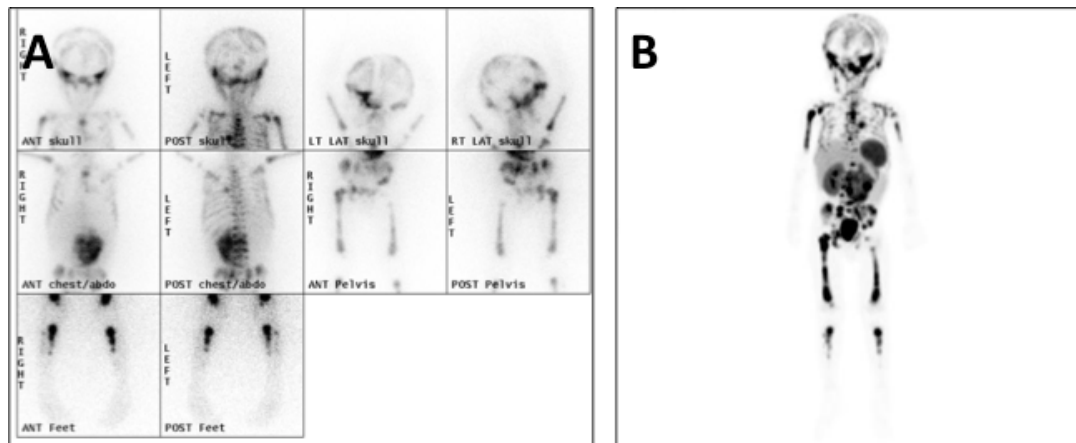 A
RIGHT
ANT skull
LEFT
POST skull
LT LAT skull
RT LAT skull
RIGHT
ANT chest/abdo
LEFT
POST chest/abdo
RIGHT
ANT Pelvis
LEFT
POST Pelvis
RIGHT
ANT Feet
LEFT
POST Feet
B